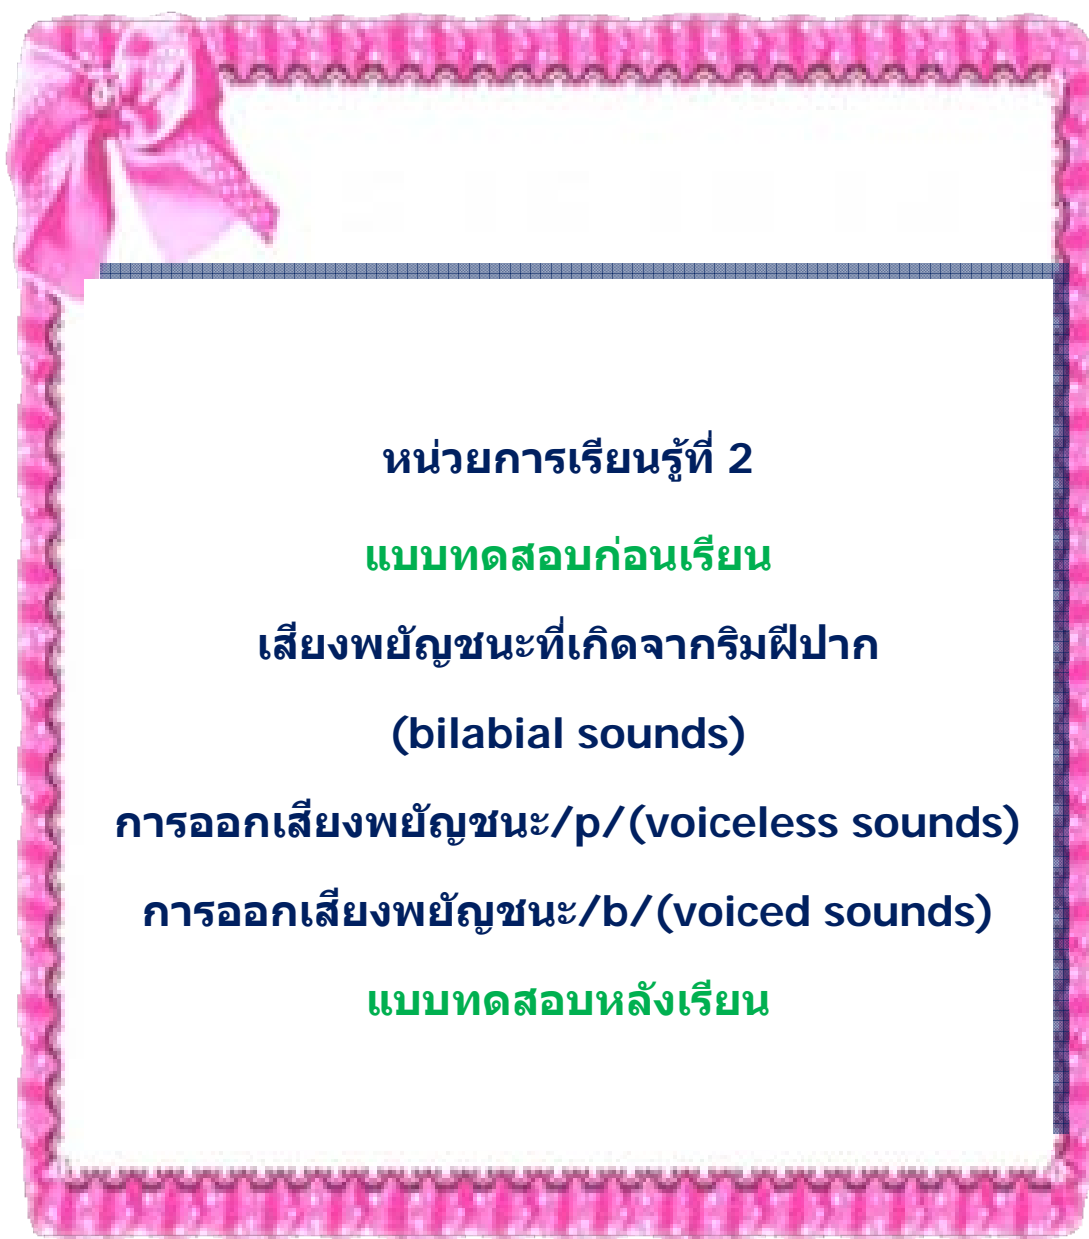 หน่วยการเรียนรู้ที่ 2
แบบทดสอบก่อนเรียน
เสียงพยัญชนะที่เกิดจากริมฝีปาก
(bilabial sounds)
การออกเสียงพยัญชนะ/p/(voiceless sounds)
การออกเสียงพยัญชนะ/b/(voiced sounds)
แบบทดสอบหลังเรียน